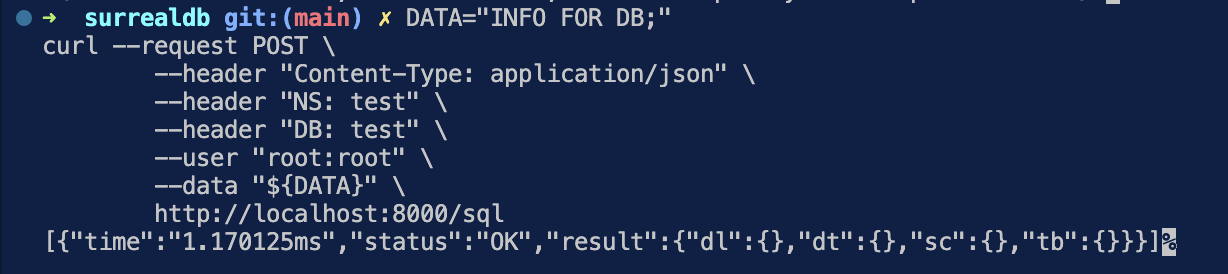 ➜ surrealdb git:(main) ✗ DATA="INFO FOR DB;"
curl --request POST \
--header "Content-Type: application/json" \
--header "NS: test" \
--header "DB: test" \
--user "root:root" \
--data "${DATA}" \
http://localhost:8000/sql
[{"time":"1.170125ms","status":"OK","result":{"dl":{},"dt":{},"sc":{},"tb":{}}}]%